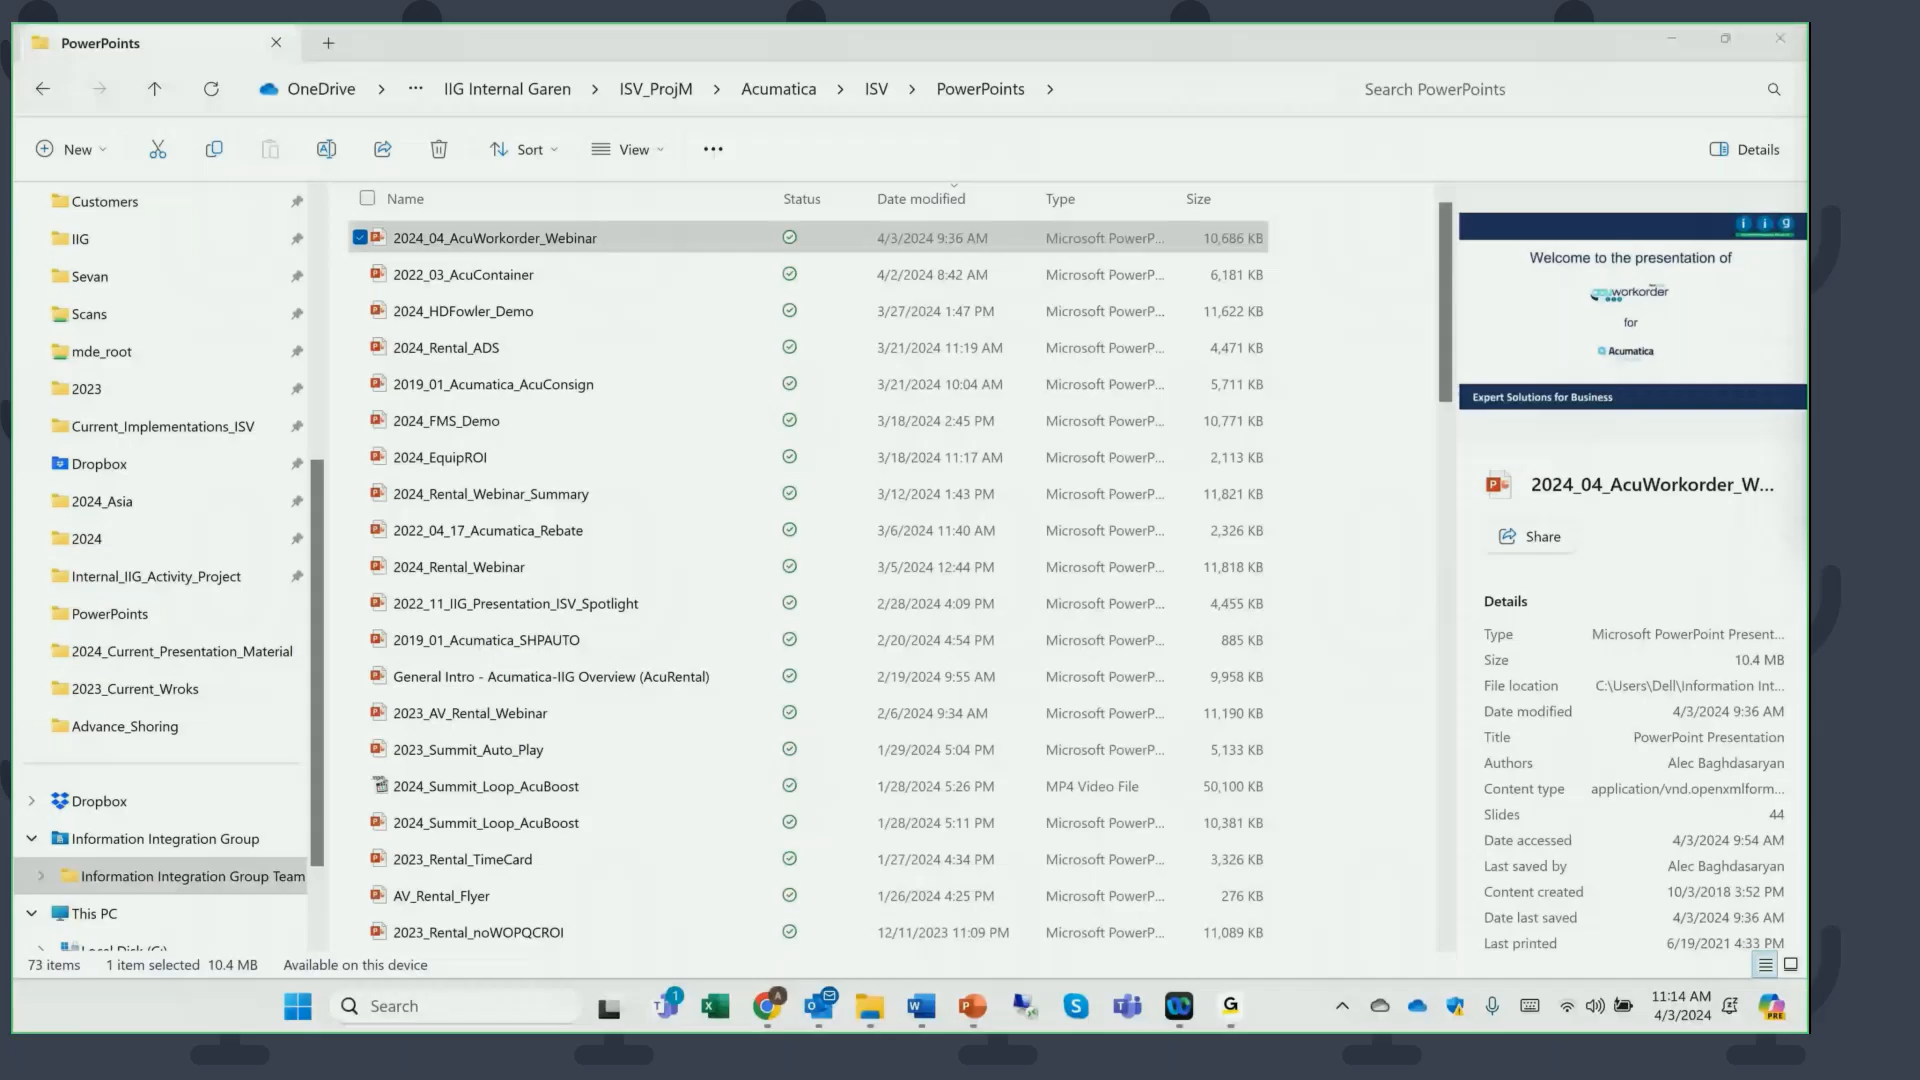 PowerPoints
OneDrive > ... IIG Internal Garen > ISV_ProjM > Acumatica > ISV > PowerPoints >
Search PowerPoints
New
Sort
View
Details
Customers
IIG
Sevan
Scans
mde_root
2023
Current_Implementations_ISV
Dropbox
2024_Asia
2024
Internal_IIG_Activity_Project
PowerPoints
2024_Current_Presentation_Material
2023_Current_Wroks
Advance_Shoring
Dropbox
Information Integration Group
Information Integration Group Team
This PC
Local Disk (C:)
Name Status Date modified Type Size
2024_04_AcuWorkorder_Webinar 4/3/2024 9:36 AM Microsoft PowerP... 10,686 KB
2022_03_AcuContainer 4/2/2024 8:42 AM Microsoft PowerP... 6,181 KB
2024_HDFowler_Demo 3/27/2024 1:47 PM Microsoft PowerP... 11,622 KB
2024_Rental_ADS 3/21/2024 11:19 AM Microsoft PowerP... 4,471 KB
2019_01_Acumatica_AcuConsign 3/21/2024 10:04 AM Microsoft PowerP... 5,711 KB
2024_FMS_Demo 3/18/2024 2:45 PM Microsoft PowerP... 10,771 KB
2024_EquipROI 3/18/2024 11:17 AM Microsoft PowerP... 2,113 KB
2024_Rental_Webinar_Summary 3/12/2024 1:43 PM Microsoft PowerP... 11,821 KB
2022_04_17_Acumatica_Rebate 3/6/2024 11:40 AM Microsoft PowerP... 2,326 KB
2024_Rental_Webinar 3/5/2024 12:44 PM Microsoft PowerP... 11,818 KB
2022_11_IIG_Presentation_ISV_Spotlight 2/28/2024 4:09 PM Microsoft PowerP... 4,455 KB
2019_01_Acumatica_SHPAUTO 2/20/2024 4:54 PM Microsoft PowerP... 885 KB
General Intro - Acumatica-IIG Overview (AcuRental) 2/19/2024 9:55 AM Microsoft PowerP... 9,958 KB
2023_AV_Rental_Webinar 2/6/2024 9:34 AM Microsoft PowerP... 11,190 KB
2023_Summit_Auto_Play 1/29/2024 5:04 PM Microsoft PowerP... 5,133 KB
2024_Summit_Loop_AcuBoost 1/28/2024 5:26 PM MP4 Video File 50,100 KB
2024_Summit_Loop_AcuBoost 1/28/2024 5:11 PM Microsoft PowerP... 10,381 KB
2023_Rental_TimeCard 1/27/2024 4:34 PM Microsoft PowerP... 3,326 KB
AV_Rental_Flyer 1/26/2024 4:25 PM Microsoft PowerP... 276 KB
2023_Rental_noWOPQCROI 12/11/2023 11:09 PM Microsoft PowerP... 11,089 KB
i i g
Welcome to the presentation of
acuworkorder
for
Acumatica
Expert Solutions for Business
2024_04_AcuWorkorder_W...
Share
Details
Type Microsoft PowerPoint Present...
Size 10.4 MB
File location C:\Users\Dell\Information Int...
Date modified 4/3/2024 9:36 AM
Title PowerPoint Presentation
Authors Alec Baghdasaryan
Content type application/vnd.openxmlform...
Slides 44
Date accessed 4/3/2024 9:54 AM
Last saved by Alec Baghdasaryan
Content created 10/3/2018 3:52 PM
Date last saved 4/3/2024 9:36 AM
Last printed 6/19/2021 4:33 PM
73 items 1 item selected 10.4 MB Available on this device
Search
11:14 AM
4/3/2024